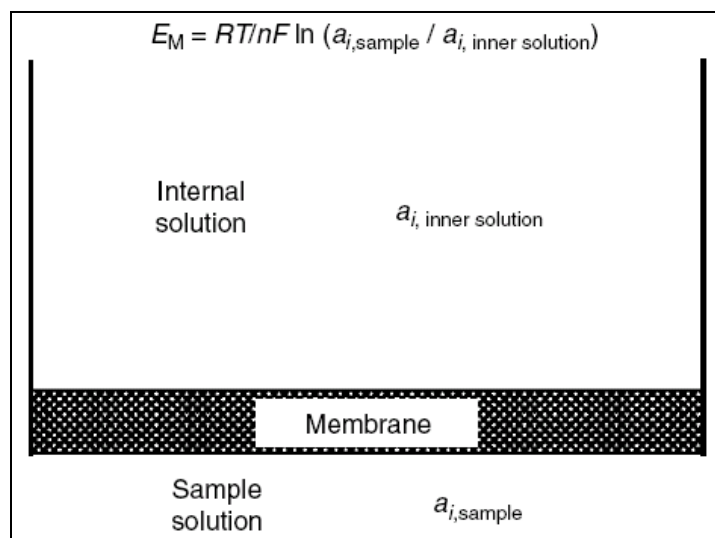 E_M = RT/nF ln (a_i,sample / a_i, inner solution)
Internal
solution
a_i, inner solution
Membrane
Sample
solution
a_i,sample